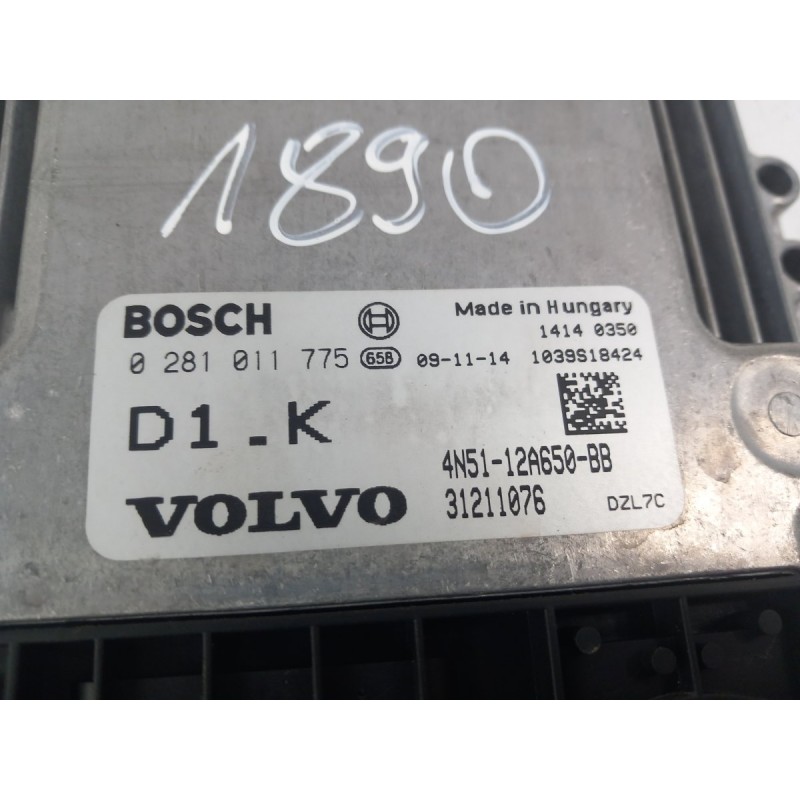 1890
BOSCH Made in Hungary
1414 0350
0 281 011 775 65B 09-11-14 1039S18424
D1.K
4N51-12A650-BB
VOLVO 31211076 DZL7C